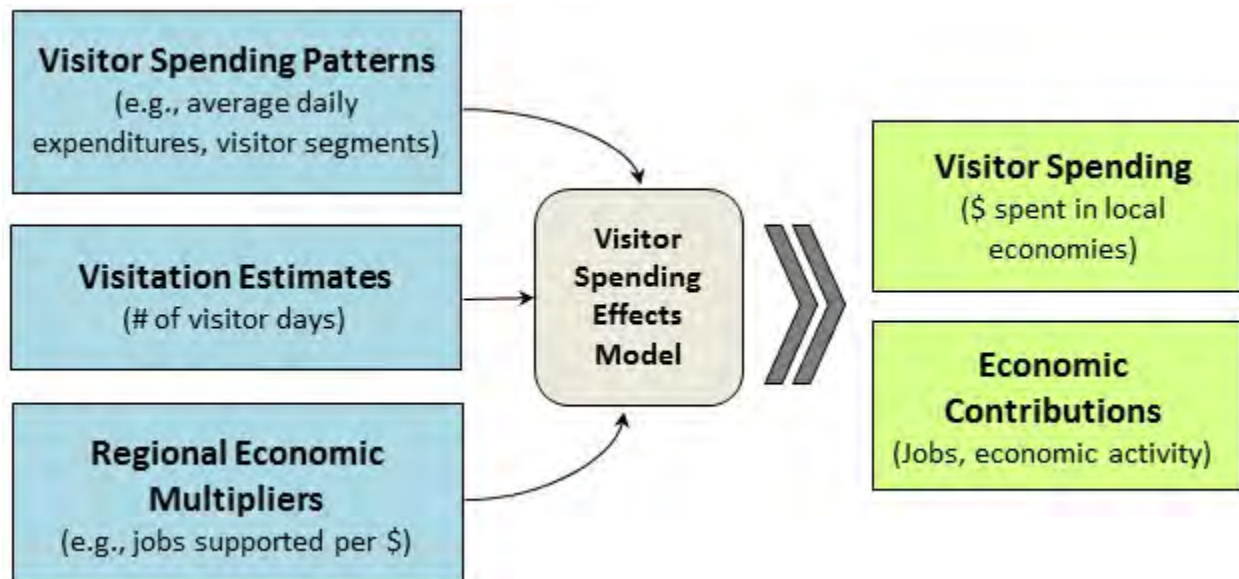 Visitor Spending Patterns
(e.g., average daily
expenditures, visitor segments)
Visitation Estimates
(# of visitor days)
Regional Economic
Multipliers
(e.g., jobs supported per $)
Visitor
Spending
Effects
Model
Visitor Spending
($ spent in local
economies)
Economic
Contributions
(Jobs, economic activity)